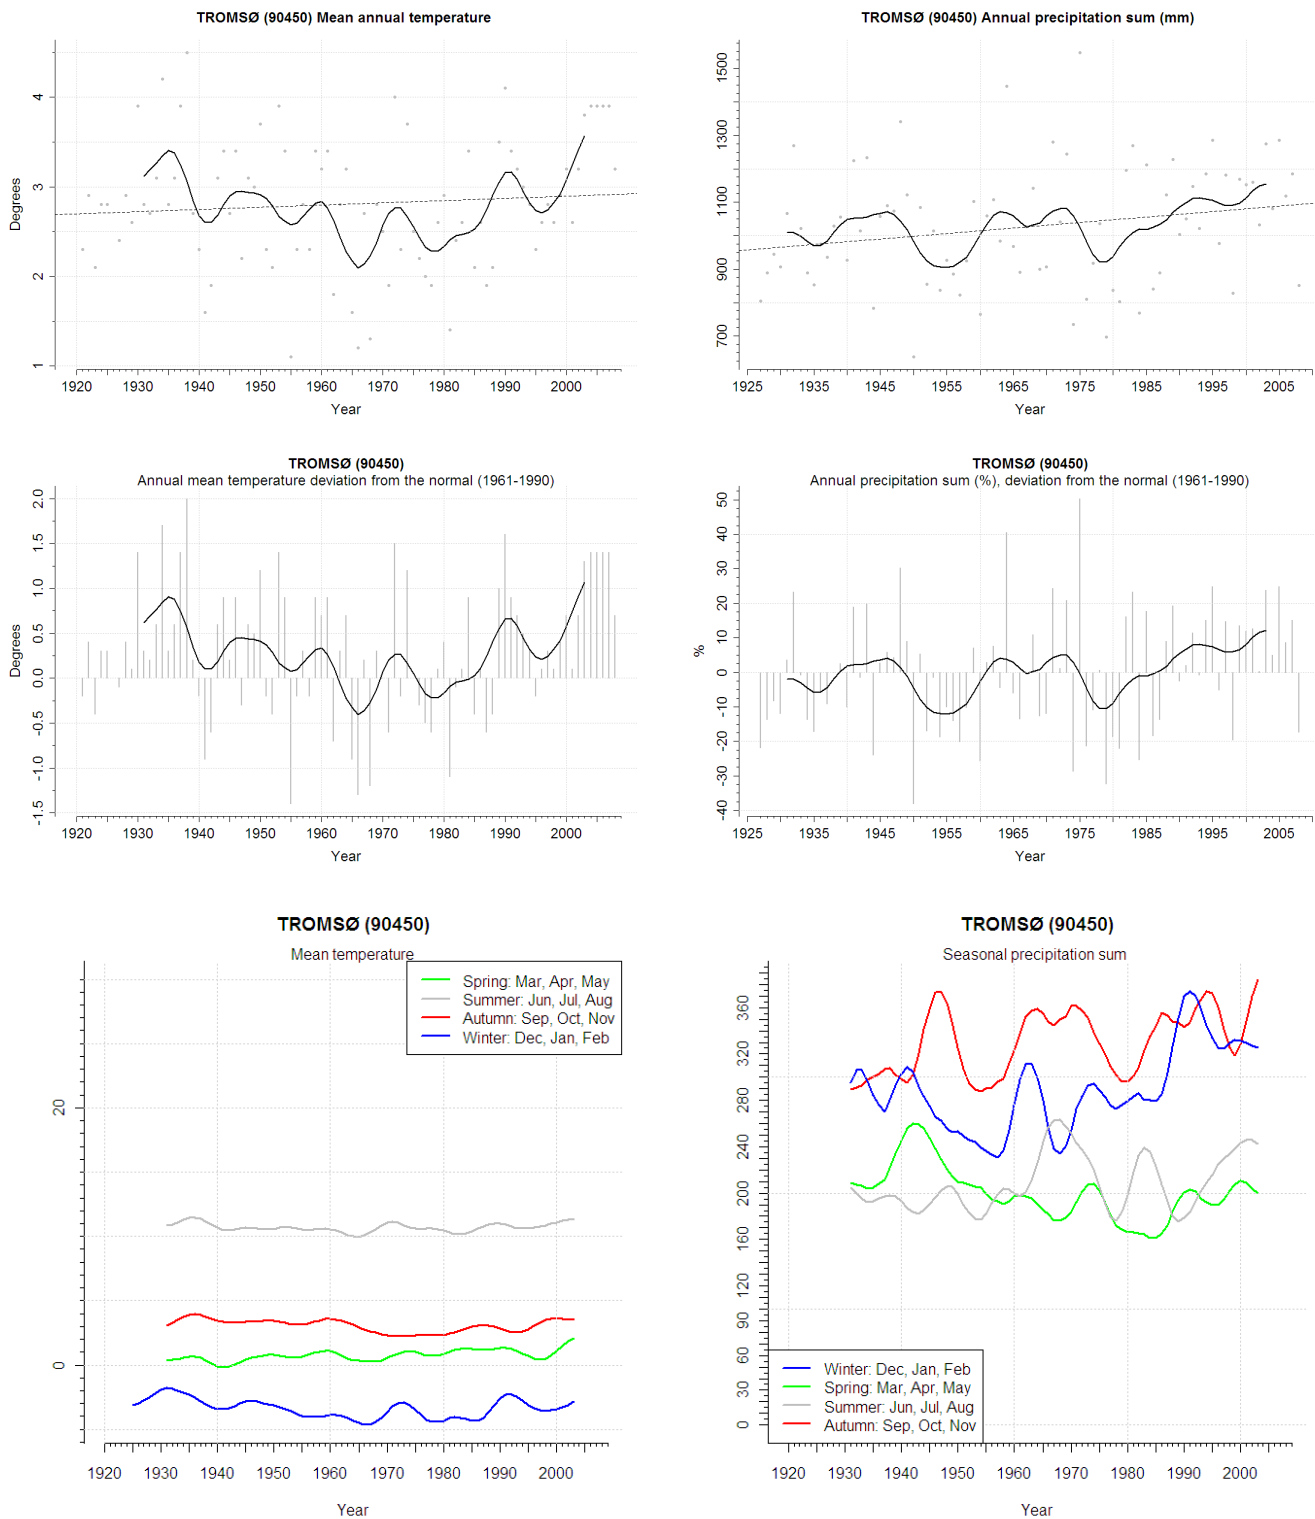 TROMSØ (90450) Mean annual temperature
Degrees
4
3
2
1
1920 1930 1940 1950 1960 1970 1980 1990 2000
Year
TROMSØ (90450) Annual precipitation sum (mm)
1500
1300
1100
900
700
1925 1935 1945 1955 1965 1975 1985 1995 2005
Year
TROMSØ (90450)
Annual mean temperature deviation from the normal (1961-1990)
Degrees
2.0
1.5
1.0
0.5
0.0
-0.5
-1.0
-1.5
1920 1930 1940 1950 1960 1970 1980 1990 2000
Year
TROMSØ (90450)
Annual precipitation sum (%), deviation from the normal (1961-1990)
%
50
40
30
20
10
0
-10
-20
-30
-40
1925 1935 1945 1955 1965 1975 1985 1995 2005
Year
TROMSØ (90450)
Mean temperature
Spring: Mar, Apr, May
Summer: Jun, Jul, Aug
Autumn: Sep, Oct, Nov
Winter: Dec, Jan, Feb
20
0
1920 1930 1940 1950 1960 1970 1980 1990 2000
Year
TROMSØ (90450)
Seasonal precipitation sum
360
320
280
240
200
160
120
90
60
30
0
Winter: Dec, Jan, Feb
Spring: Mar, Apr, May
Summer: Jun, Jul, Aug
Autumn: Sep, Oct, Nov
1920 1930 1940 1950 1960 1970 1980 1990 2000
Year